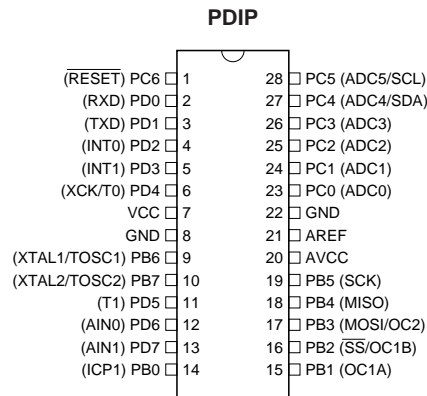 PDIP
(RESET) PC6 1 28 PC5 (ADC5/SCL)
(RXD) PD0 2 27 PC4 (ADC4/SDA)
(TXD) PD1 3 26 PC3 (ADC3)
(INT0) PD2 4 25 PC2 (ADC2)
(INT1) PD3 5 24 PC1 (ADC1)
(XCK/T0) PD4 6 23 PC0 (ADC0)
VCC 7 22 GND
GND 8 21 AREF
(XTAL1/TOSC1) PB6 9 20 AVCC
(XTAL2/TOSC2) PB7 10 19 PB5 (SCK)
(T1) PD5 11 18 PB4 (MISO)
(AIN0) PD6 12 17 PB3 (MOSI/OC2)
(AIN1) PD7 13 16 PB2 (SS/OC1B)
(ICP1) PB0 14 15 PB1 (OC1A)